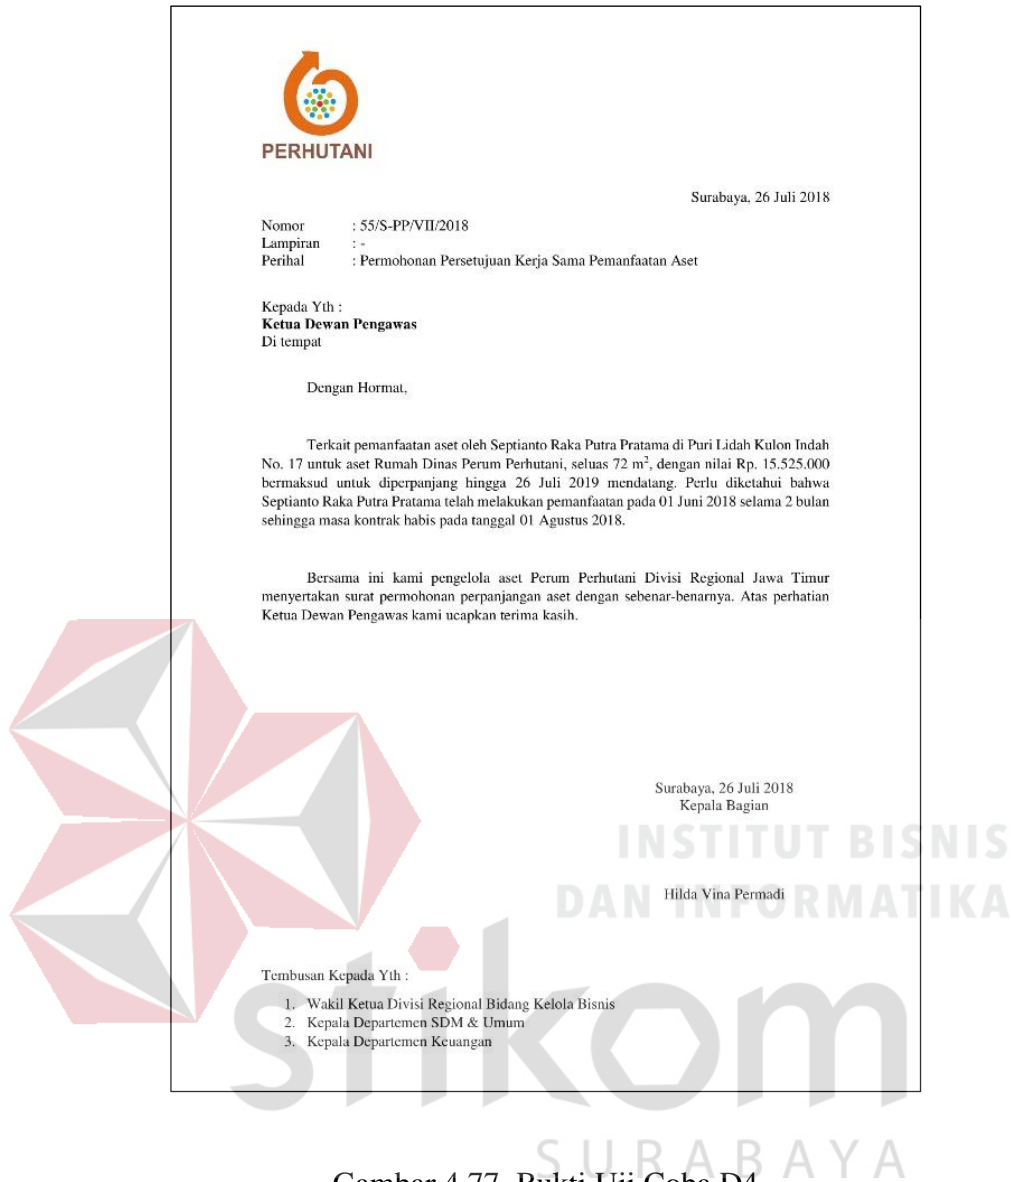 PERHUTANI
Surabaya, 26 Juli 2018
Nomor : 55/S-PP/VII/2018
Lampiran : -
Perihal : Permohonan Persetujuan Kerja Sama Pemanfaatan Aset
Kepada Yth :
Ketua Dewan Pengawas
Di tempat
Dengan Hormat,
Terkait pemanfaatan aset oleh Septianto Raka Putra Pratama di Puri Lidah Kulon Indah
No. 17 untuk aset Rumah Dinas Perum Perhutani, seluas 72 m², dengan nilai Rp. 15.525.000
bermaksud untuk diperpanjang hingga 26 Juli 2019 mendatang. Perlu diketahui bahwa
Septianto Raka Putra Pratama telah melakukan pemanfaatan pada 01 Juni 2018 selama 2 bulan
sehingga masa kontrak habis pada tanggal 01 Agustus 2018.
Bersama ini kami pengelola aset Perum Perhutani Divisi Regional Jawa Timur
menyertakan surat permohonan perpanjangan aset dengan sebenar-benarnya. Atas perhatian
Ketua Dewan Pengawas kami ucapkan terima kasih.
Surabaya, 26 Juli 2018
Kepala Bagian
INSTITUT BISNIS
DAN INFORMATIKA
Hilda Vina Permadi
stikom
Tembusan Kepada Yth :
1. Wakil Ketua Divisi Regional Bidang Kelola Bisnis
2. Kepala Departemen SDM & Umum
3. Kepala Departemen Keuangan
SURABAYA
Gambar 4.77 Bukti Uji Coba D4